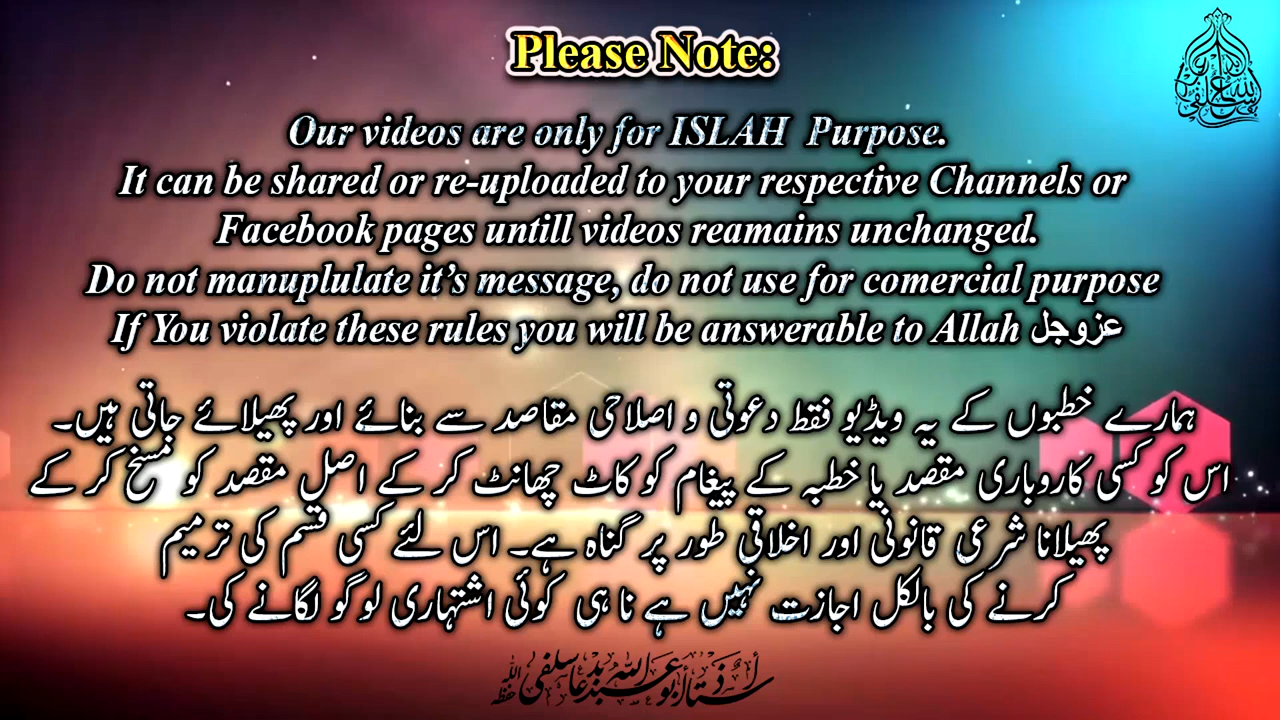 Please Note:
Our videos are only for ISLAH Purpose.
It can be shared or re-uploaded to your respective Channels or
Facebook pages untill videos reamains unchanged.
Do not manuplulate it’s message, do not use for comercial purpose
If You violate these rules you will be answerable to Allah عزوجل
ہمارے خطبوں کے یہ ویڈیو فقط دعوتی و اصلاحی مقاصد سے بنائے اور پھیلائے جاتی ہیں۔
اس کو کسی کاروباری مقصد یا خطبہ کے پیغام کو کاٹ چھانٹ کر کے اصل مقصد کو مسخ کر کے
پھیلانا شرعی قانونی اور اخلاقی طور پر گناہ ہے۔ اس لئے کسی قسم کی ترمیم
کرنے کی بالکل اجازت نہیں ہے نا ہی کوئی اشتہاری لوگو لگانے کی۔